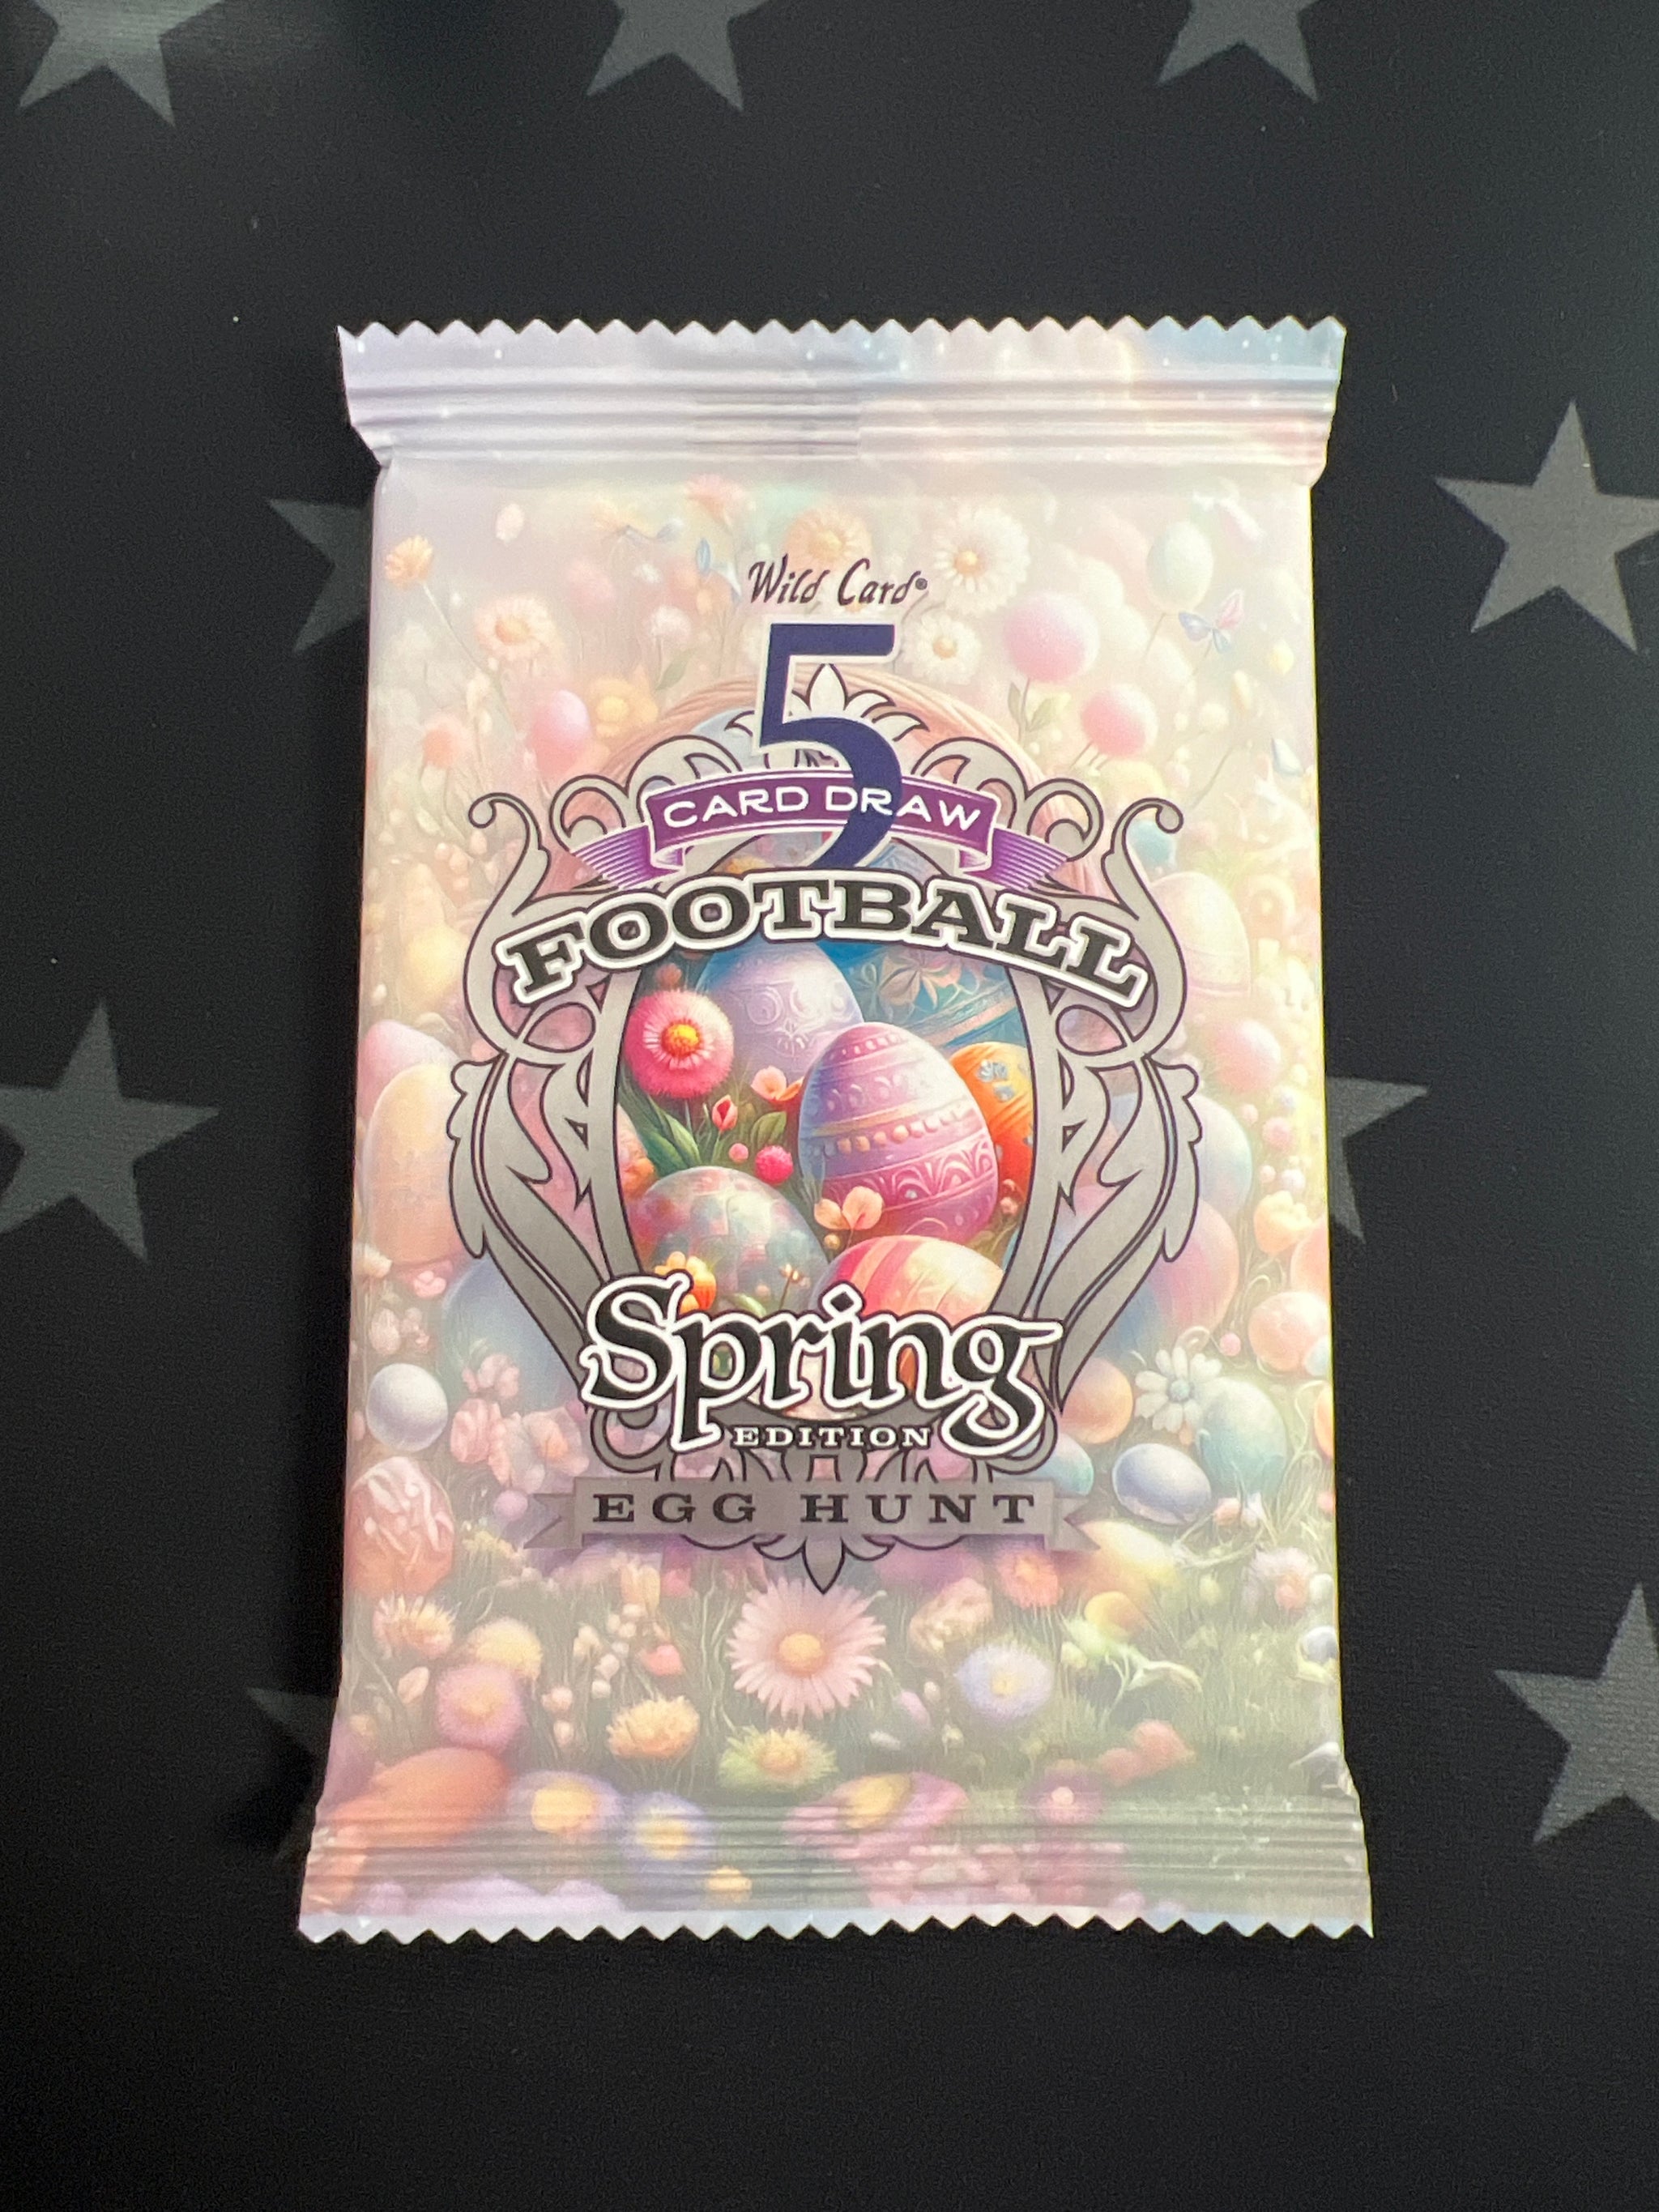 Wild Card®
5
CARD DRAW
FOOTBALL
Spring
EDITION
EGG HUNT